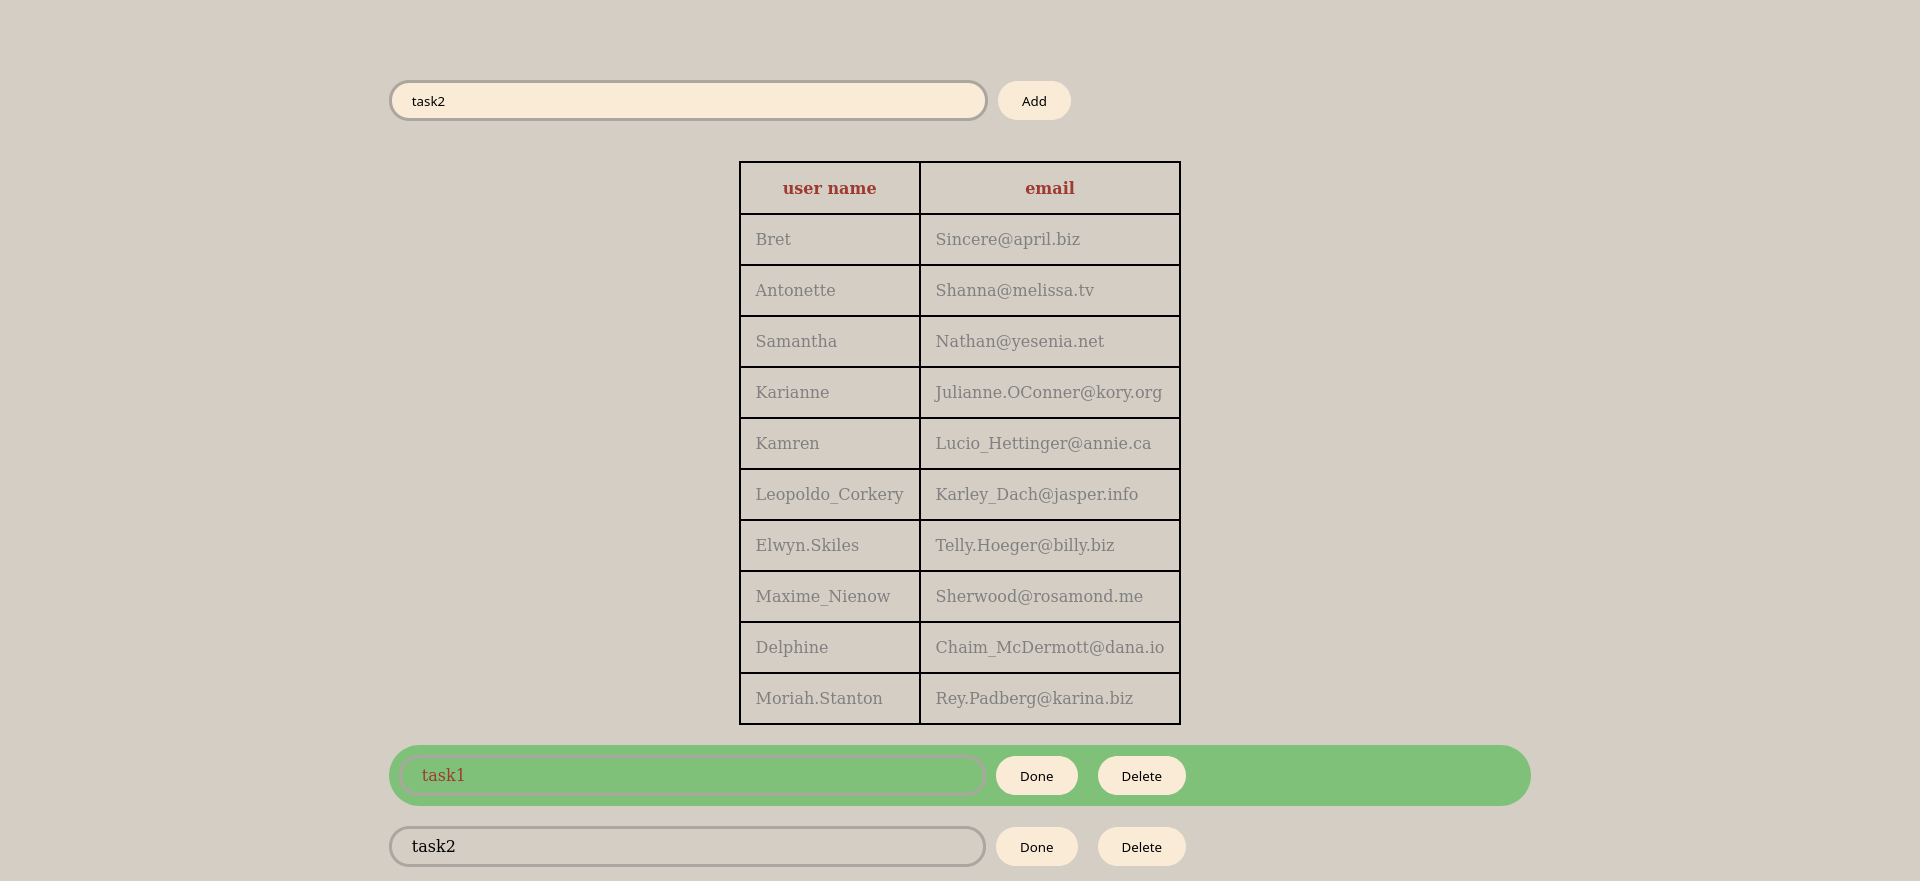 task2 Add
user name email
Bret Sincere@april.biz
Antonette Shanna@melissa.tv
Samantha Nathan@yesenia.net
Karianne Julianne.OConner@kory.org
Kamren Lucio_Hettinger@annie.ca
Leopoldo_Corkery Karley_Dach@jasper.info
Elwyn.Skiles Telly.Hoeger@billy.biz
Maxime_Nienow Sherwood@rosamond.me
Delphine Chaim_McDermott@dana.io
Moriah.Stanton Rey.Padberg@karina.biz
task1 Done Delete
task2 Done Delete